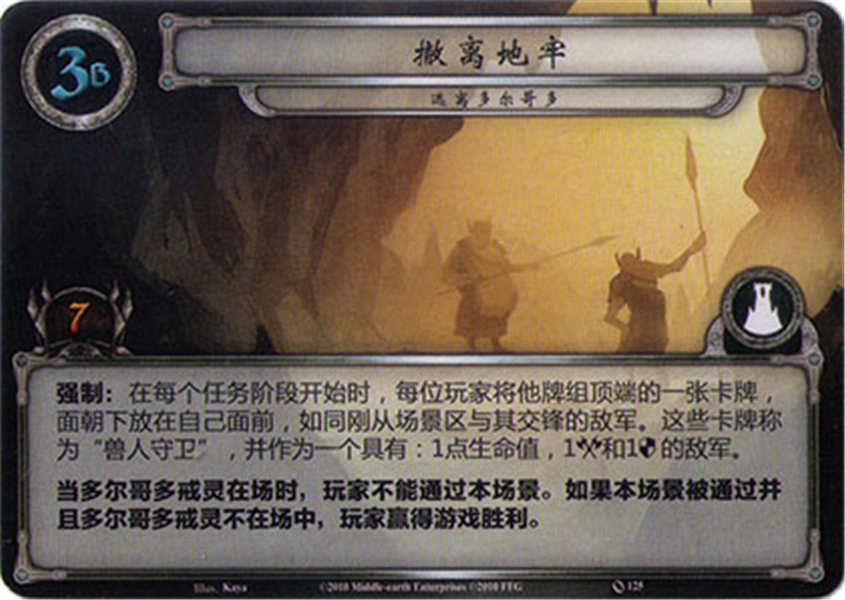 3B
撤离地牢
逃离多尔哥多
7
强制：在每个任务阶段开始时，每位玩家将他牌组顶端的一张卡牌，
面朝下放在自己面前，如同刚从场景区与其交锋的敌军。这些卡牌称
为“兽人守卫”，并作为一个具有：1点生命值，1和1的敌军。
当多尔哥多戒灵在场时，玩家不能通过本场景。如果本场景被通过并
且多尔哥多戒灵不在场中，玩家赢得游戏胜利。
Illus. Kaya ©2010 Middle-earth Enterprises ©2010 FFG 125